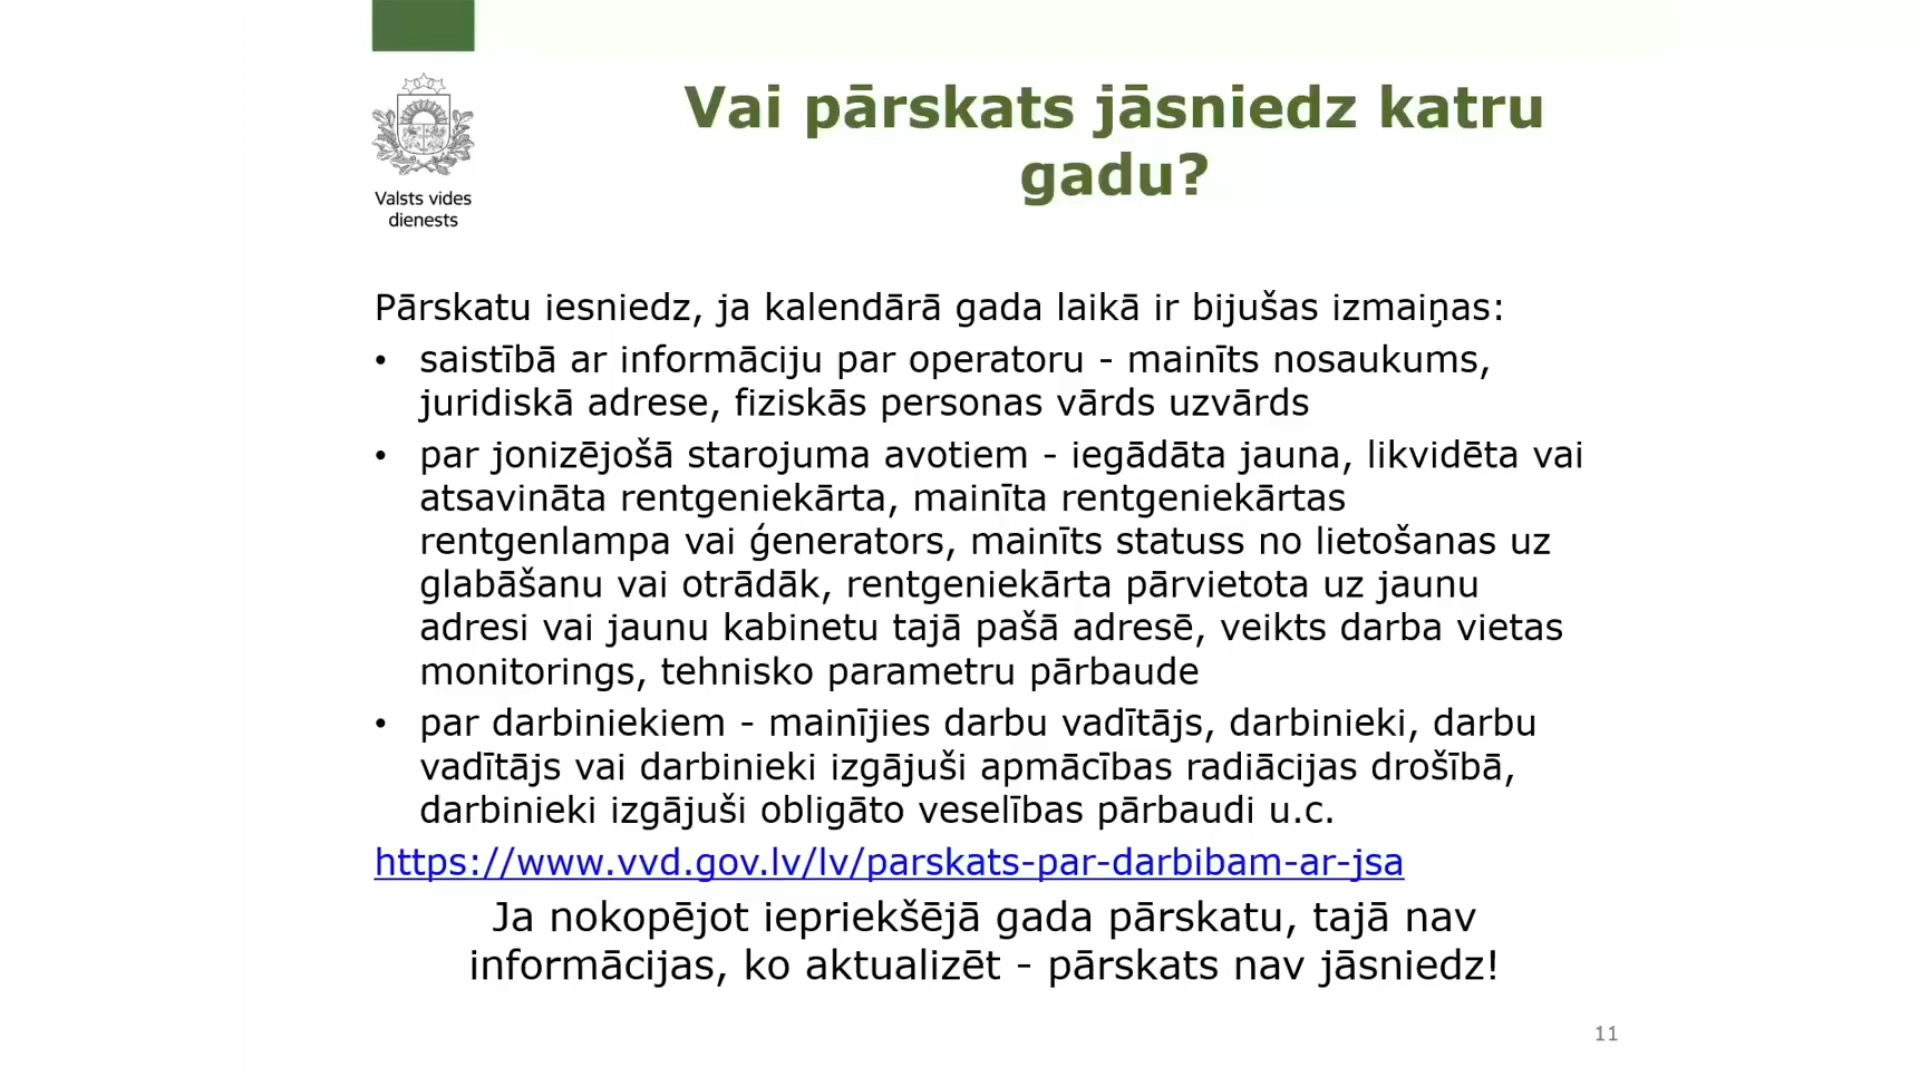 Valsts vides
dienests
Vai pārskats jāsniedz katru
gadu?
Pārskatu iesniedz, ja kalendārā gada laikā ir bijušas izmaiņas:
• saistībā ar informāciju par operatoru - mainīts nosaukums,
juridiskā adrese, fiziskās personas vārds uzvārds
• par jonizējošā starojuma avotiem - iegādāta jauna, likvidēta vai
atsavināta rentgeniekārta, mainīta rentgeniekārtas
rentgenlampa vai ģenerators, mainīts statuss no lietošanas uz
glabāšanu vai otrādāk, rentgeniekārta pārvietota uz jaunu
adresi vai jaunu kabinetu tajā pašā adresē, veikts darba vietas
monitorings, tehnisko parametru pārbaude
• par darbiniekiem - mainījies darbu vadītājs, darbinieki, darbu
vadītājs vai darbinieki izgājuši apmācības radiācijas drošībā,
darbinieki izgājuši obligāto veselības pārbaudi u.c.
https://www.vvd.gov.lv/lv/parskats-par-darbibam-ar-jsa
Ja nokopējot iepriekšējā gada pārskatu, tajā nav
informācijas, ko aktualizēt - pārskats nav jāsniedz!
11